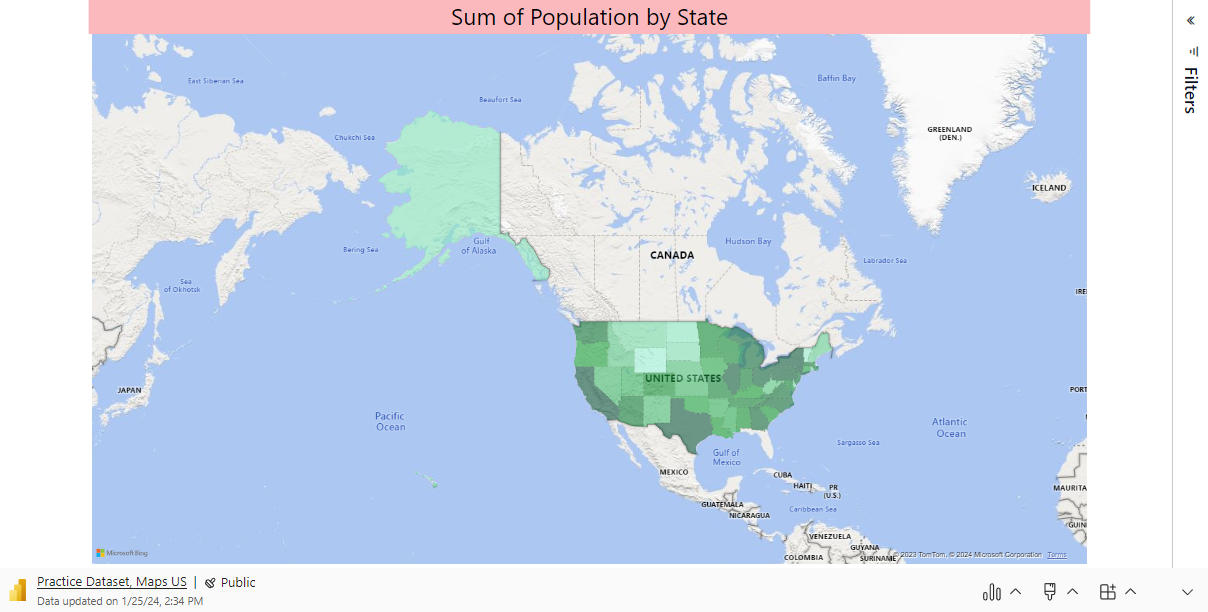 Sum of Population by State
Filters
East Siberian Sea
Beaufort Sea
Baffin Bay
Chukchi Sea
GREENLAND
(DEN.)
ICELAND
Bering Sea
Gulf
of Alaska
Hudson Bay
CANADA
Labrador Sea
Sea
of Okhotsk
IRE
UNITED STATES
JAPAN
PORT
Pacific
Ocean
Atlantic
Ocean
Sargasso Sea
Gulf of
Mexico
MEXICO
CUBA
HAITI
PR
(U.S.)
MAURITA
GUATEMALA
NICARAGUA
Caribbean Sea
GUIN
VENEZUELA
GUYANA
COLOMBIA
SURINAME
Microsoft Bing
© 2023 TomTom, © 2024 Microsoft Corporation Terms
Practice Dataset, Maps US | Public
Data updated on 1/25/24, 2:34 PM